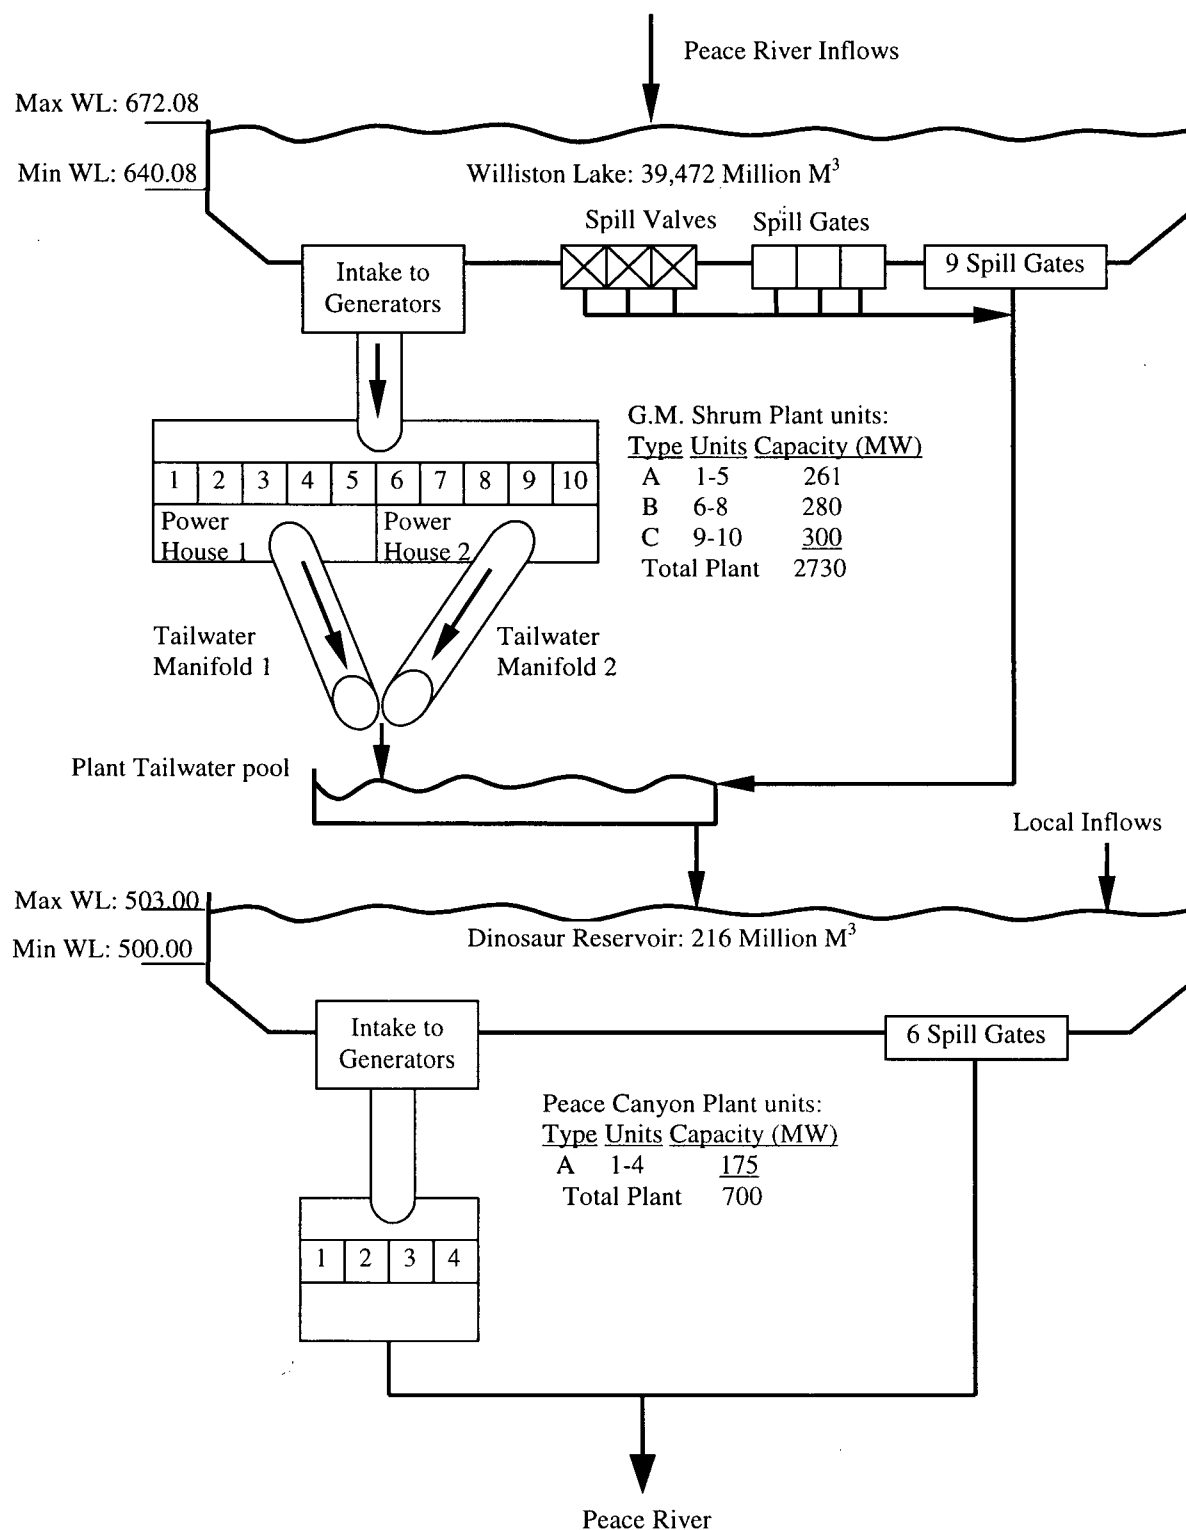 Peace River Inflows
Max WL: 672.08
Min WL: 640.08
Williston Lake: 39,472 Million M³
Spill Valves
Spill Gates
Intake to
Generators
9 Spill Gates
G.M. Shrum Plant units:
Type Units Capacity (MW)
A 1-5 261
B 6-8 280
C 9-10 300
Total Plant 2730
1 2 3 4 5 6 7 8 9 10
Power
House 1
Power
House 2
Tailwater
Manifold 1
Tailwater
Manifold 2
Plant Tailwater pool
Local Inflows
Max WL: 503.00
Min WL: 500.00
Dinosaur Reservoir: 216 Million M³
Intake to
Generators
6 Spill Gates
Peace Canyon Plant units:
Type Units Capacity (MW)
A 1-4 175
Total Plant 700
1 2 3 4
Peace River